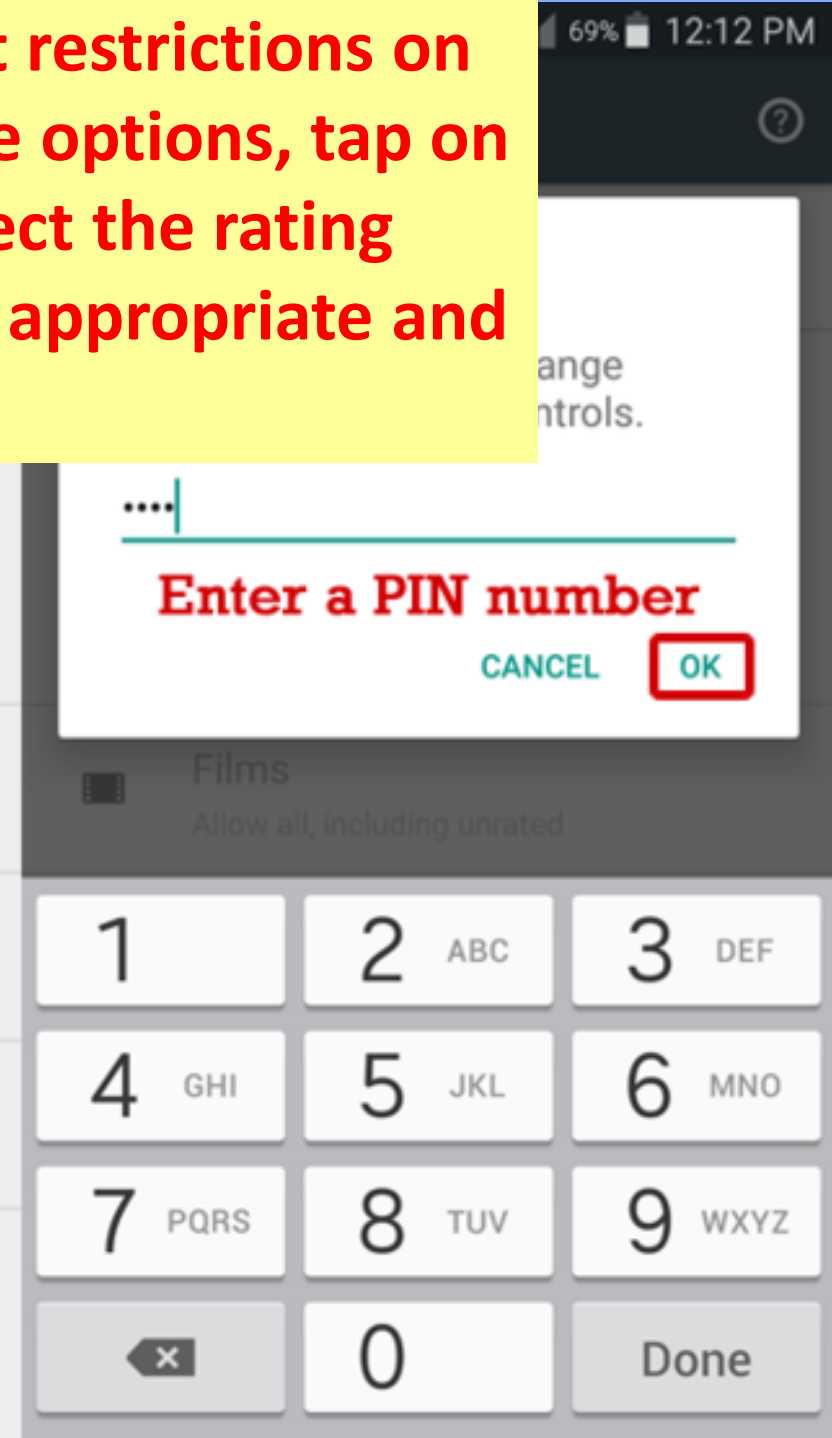 69% 12:12 PM
t restrictions on
e options, tap on
ect the rating
appropriate and
ange
ntrols.
••••
Enter a PIN number
CANCEL OK
Films
Allow all, including unrated
1 2 ABC 3 DEF
4 GHI 5 JKL 6 MNO
7 PQRS 8 TUV 9 WXYZ
0 Done